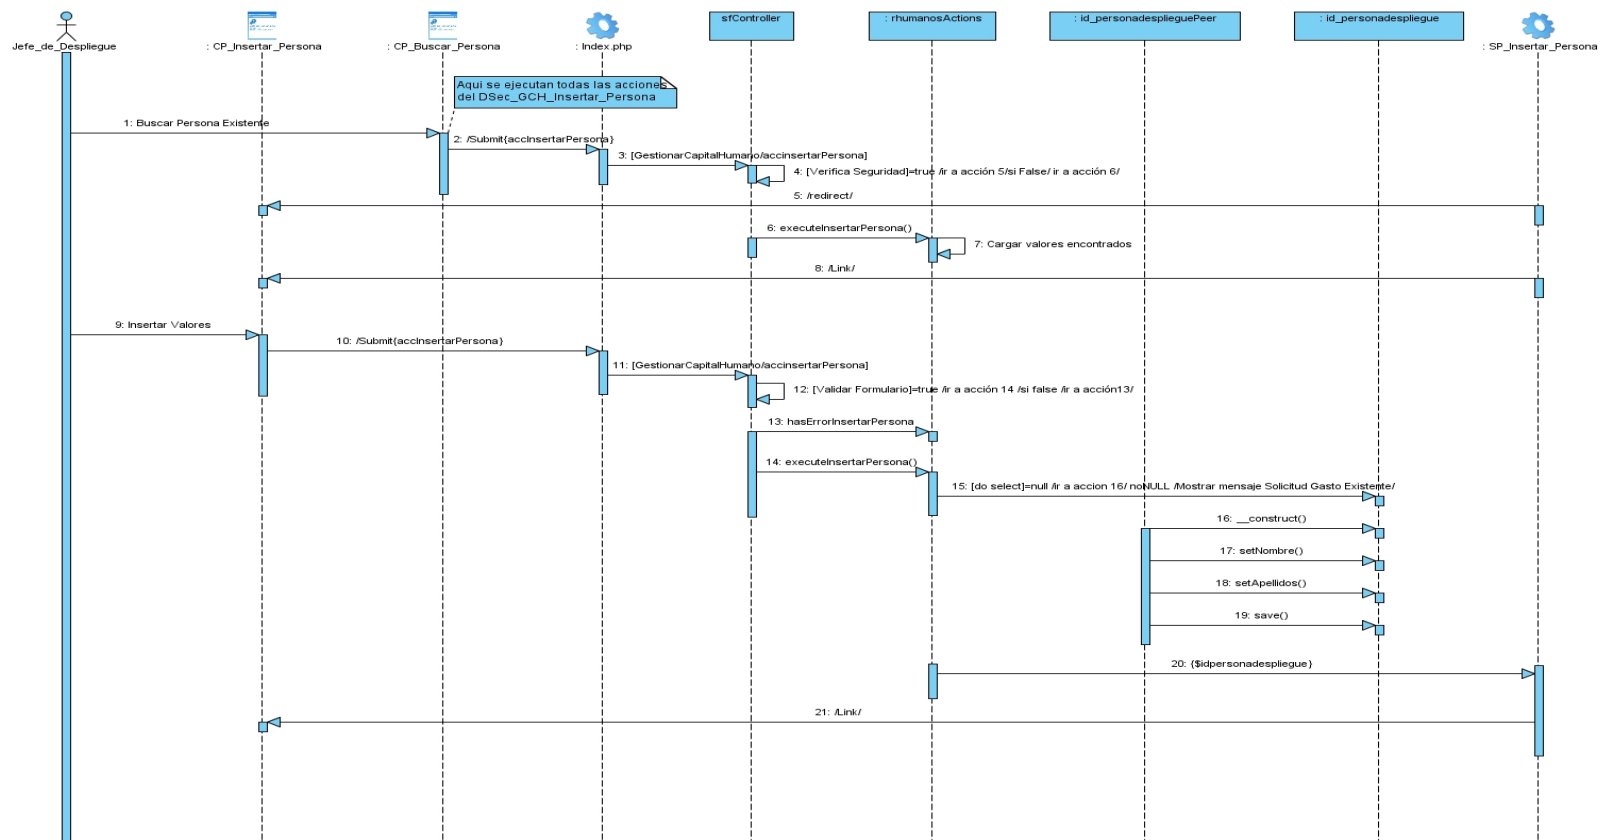 Jefe_de_Despliegue
: CP_Insertar_Persona
: CP_Buscar_Persona
: Index.php
sfController
: rhumanosActions
: id_personadesplieguePeer
: id_personadespliegue
: SP_Insertar_Persona
Aqui se ejecutan todas las acciones
del DSec_GCH_Insertar_Persona
1: Buscar Persona Existente
2: /Submit{accInsertarPersona}
3: [GestionarCapitalHumano/accinsertarPersona]
4: [Verifica Seguridad]=true /ir a acción 5/si False/ ir a acción 6/
5: /redirect/
6: executeInsertarPersona()
7: Cargar valores encontrados
8: /Link/
9: Insertar Valores
10: /Submit{accInsertarPersona}
11: [GestionarCapitalHumano/accinsertarPersona]
12: [Validar Formulario]=true /ir a acción 14 /si false /ir a acción13/
13: hasErrorInsertarPersona
14: executeInsertarPersona()
15: [do select]=null /ir a accion 16/ noNULL /Mostrar mensaje Solicitud Gasto Existente/
16: __construct()
17: setNombre()
18: setApellidos()
19: save()
20: {$idpersonadespliegue}
21: /Link/